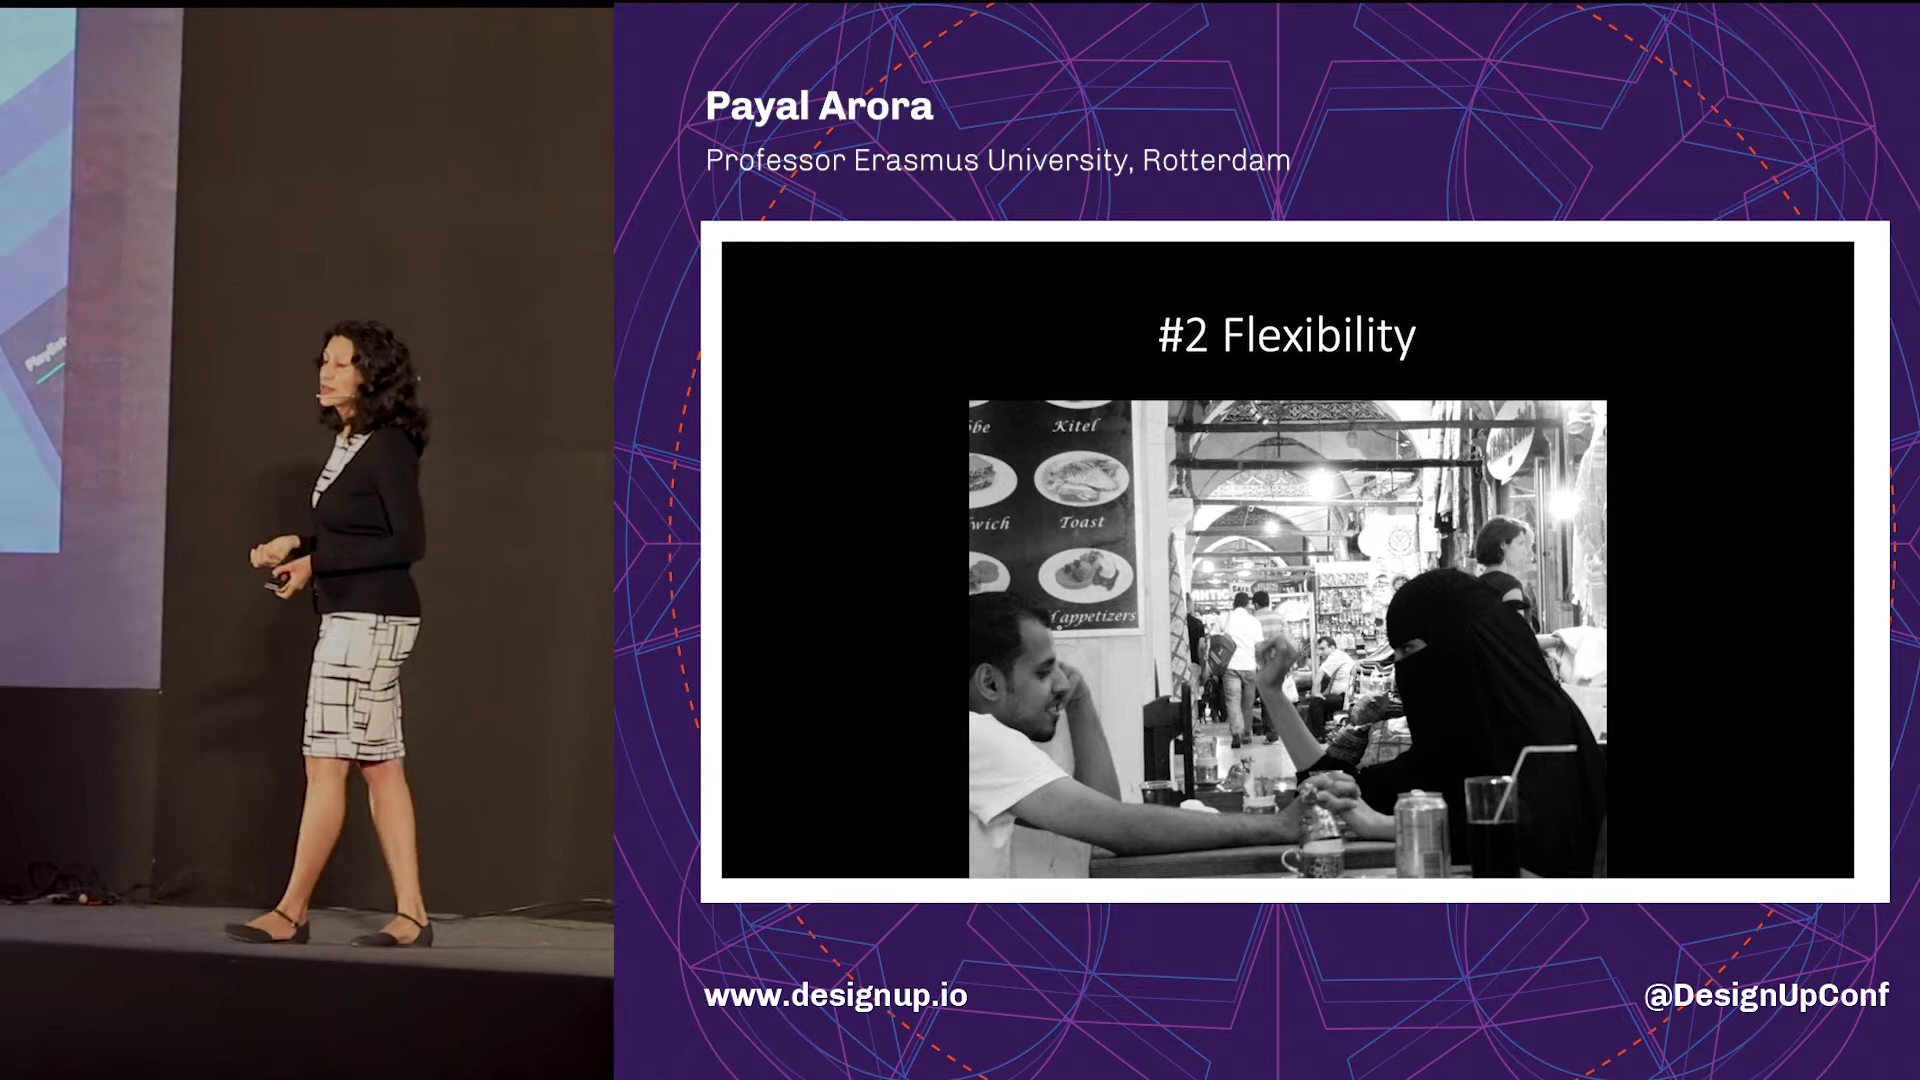 Payal Arora
Professor Erasmus University, Rotterdam
#2 Flexibility
Kitel
Toast
appetizers
www.designup.io
@DesignUpConf